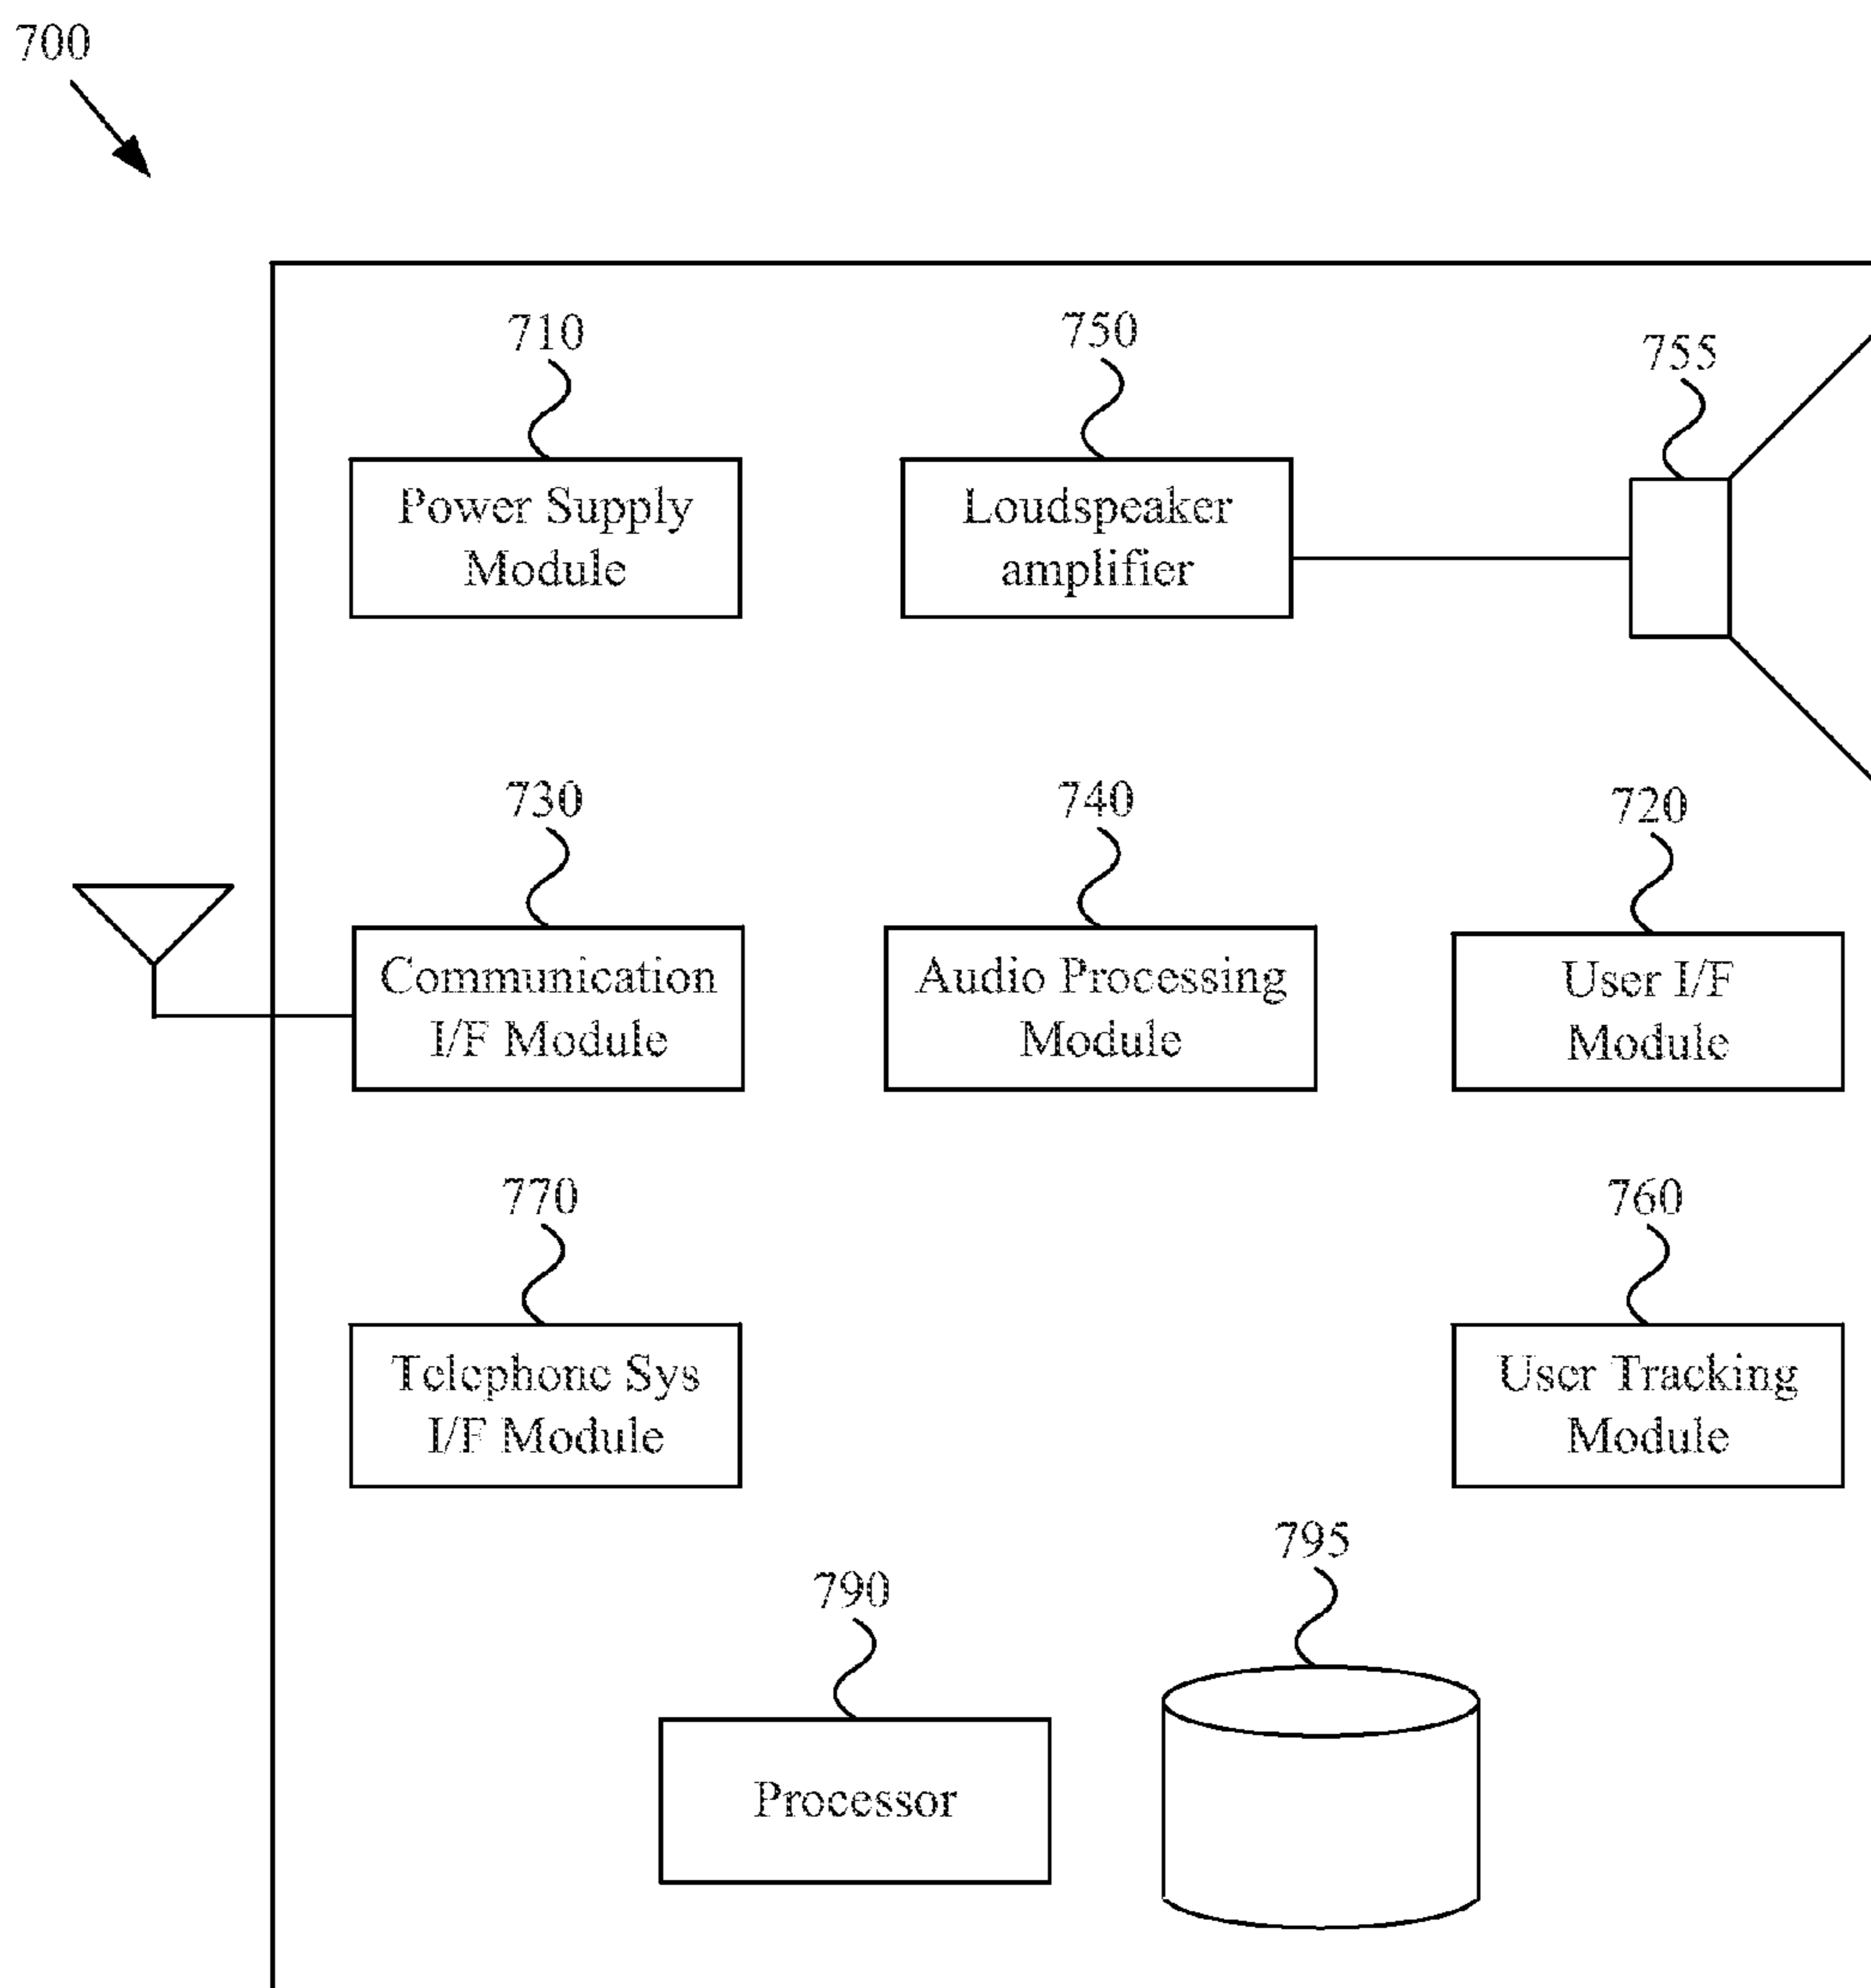 700
710
750
755
Power Supply
Module
Loudspeaker
amplifier
730
740
720
Communication
I/F Module
Audio Processing
Module
User I/F
Module
770
760
Telephone Sys
I/F Module
User Tracking
Module
795
790
Processor